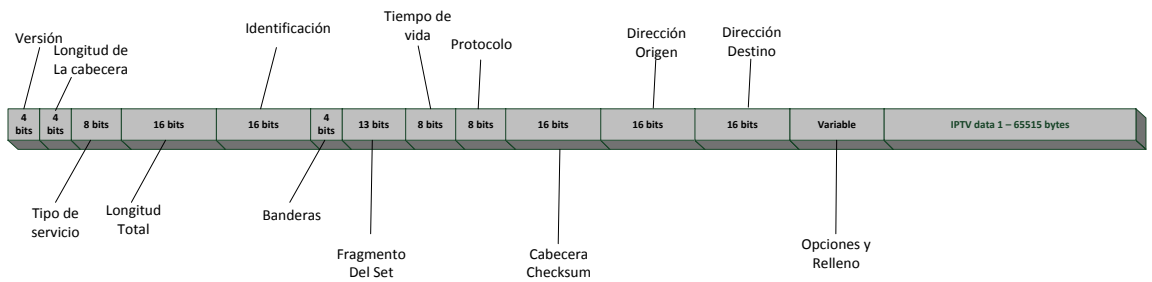 Versión
Longitud de
La cabecera
Identificación
Tiempo de
vida
Protocolo
Dirección
Origen
Dirección
Destino
4
bits
4
bits
8 bits
16 bits
16 bits
4
bits
13 bits
8 bits
8 bits
16 bits
16 bits
16 bits
Variable
IPTV data 1 – 65515 bytes
Tipo de
servicio
Longitud
Total
Banderas
Fragmento
Del Set
Cabecera
Checksum
Opciones y
Relleno